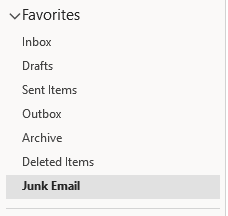 Favorites
Inbox
Drafts
Sent Items
Outbox
Archive
Deleted Items
Junk Email